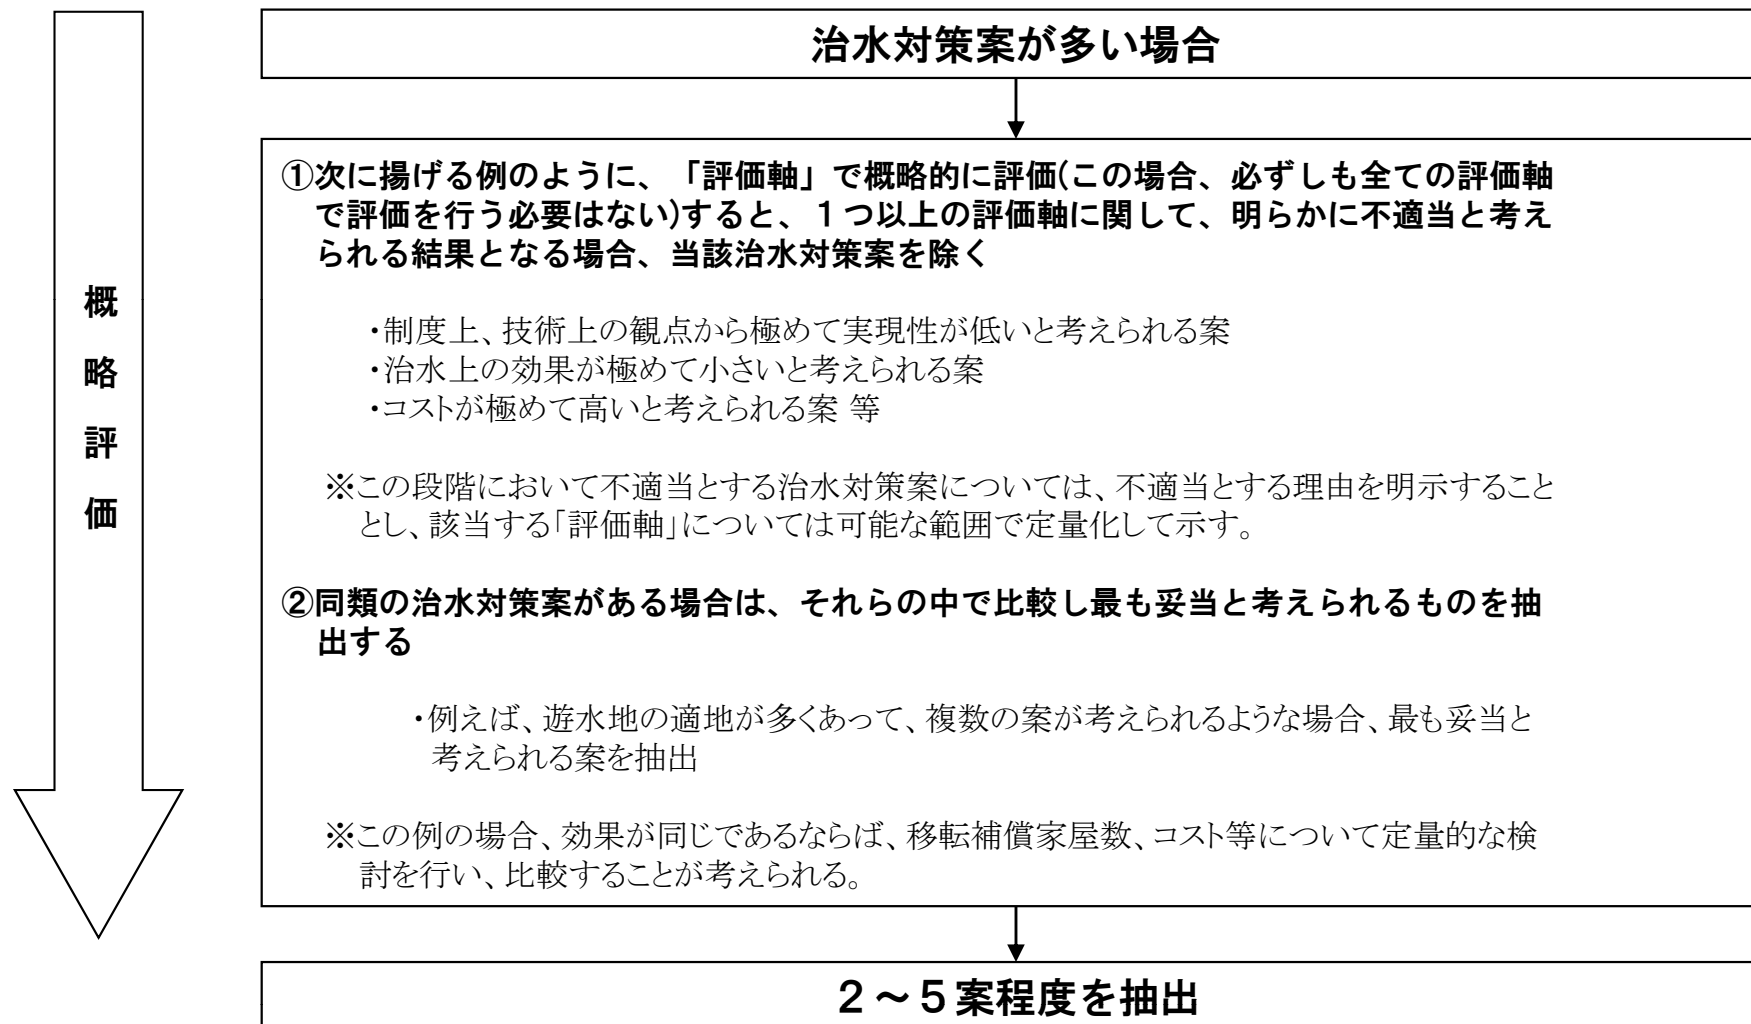 概略評価
治水対策案が多い場合
①次に揚げる例のように、「評価軸」で概略的に評価(この場合、必ずしも全ての評価軸
で評価を行う必要はない)すると、１つ以上の評価軸に関して、明らかに不適当と考え
られる結果となる場合、当該治水対策案を除く
・制度上、技術上の観点から極めて実現性が低いと考えられる案
・治水上の効果が極めて小さいと考えられる案
・コストが極めて高いと考えられる案 等
※この段階において不適当とする治水対策案については、不適当とする理由を明示すること
とし、該当する「評価軸」については可能な範囲で定量化して示す。
②同類の治水対策案がある場合は、それらの中で比較し最も妥当と考えられるものを抽
出する
・例えば、遊水地の適地が多くあって、複数の案が考えられるような場合、最も妥当と
考えられる案を抽出
※この例の場合、効果が同じであるならば、移転補償家屋数、コスト等について定量的な検
討を行い、比較することが考えられる。
２～５案程度を抽出